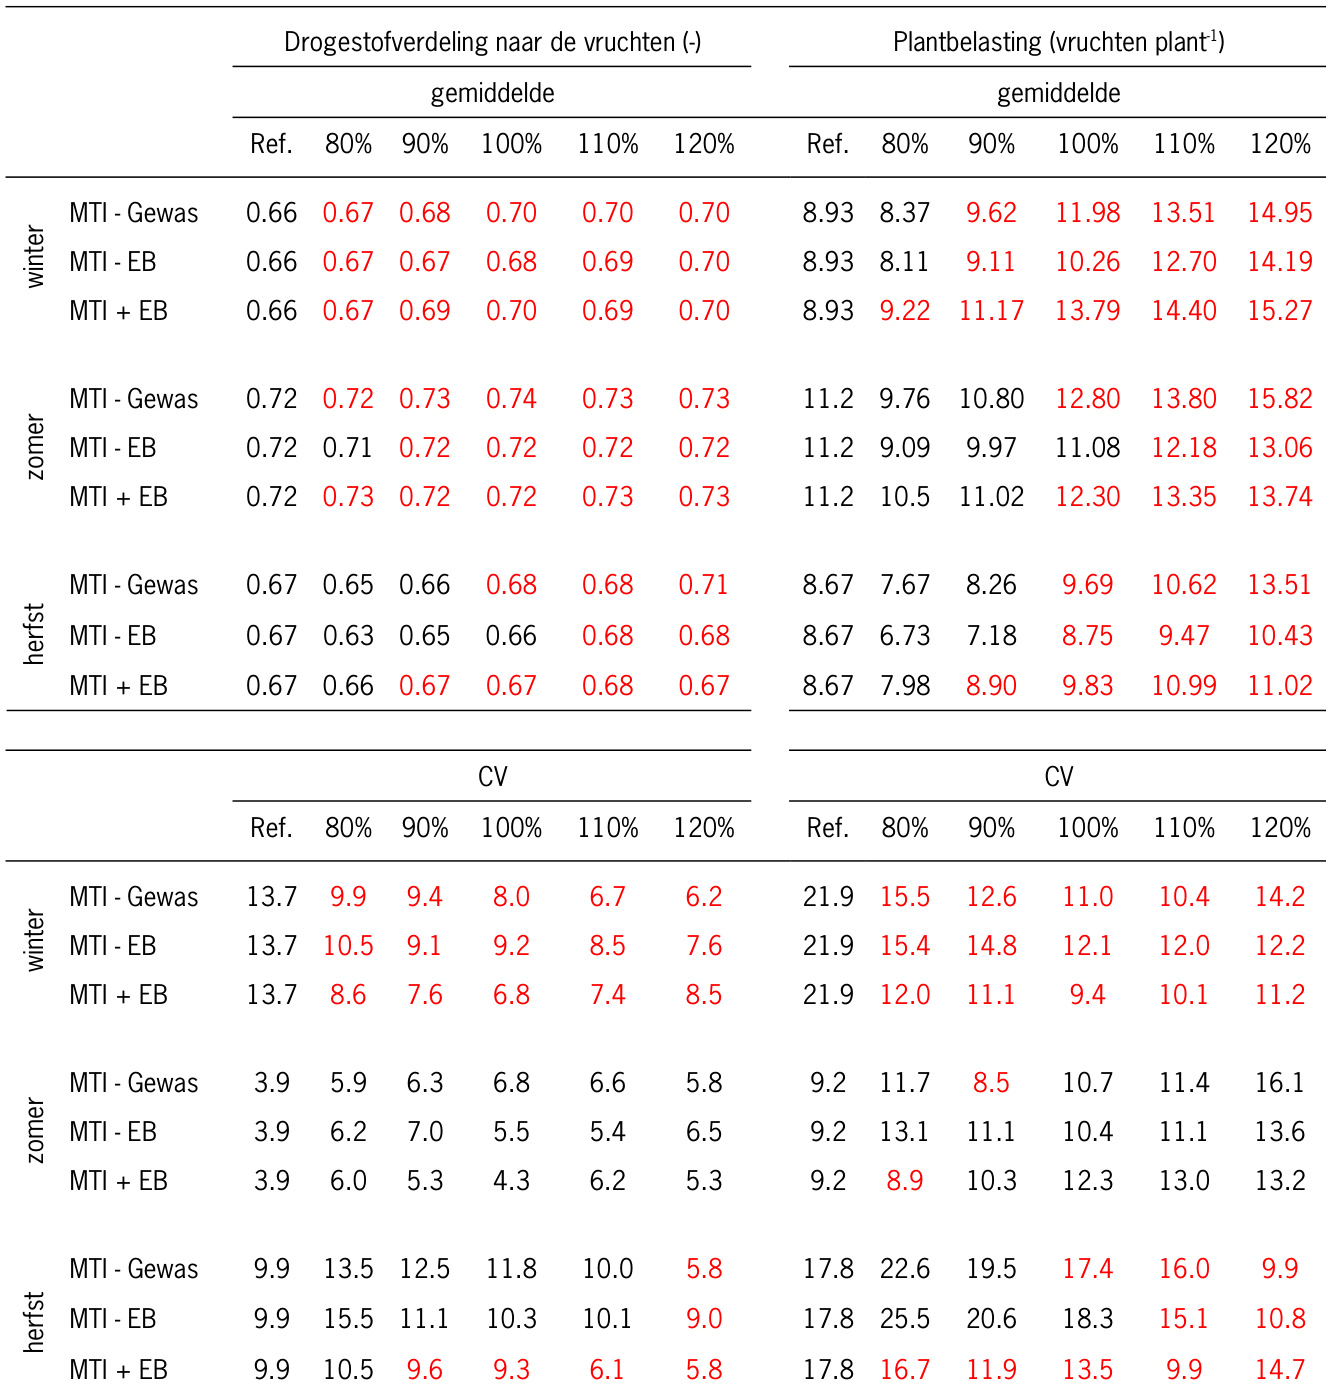 Drogestofverdeling naar de vruchten (-) Plantbelasting (vruchten plant-1)
gemiddelde gemiddelde
Ref. 80% 90% 100% 110% 120% Ref. 80% 90% 100% 110% 120%
winter
MTI - Gewas 0.66 0.67 0.68 0.70 0.70 0.70 8.93 8.37 9.62 11.98 13.51 14.95
MTI - EB 0.66 0.67 0.67 0.68 0.69 0.70 8.93 8.11 9.11 10.26 12.70 14.19
MTI + EB 0.66 0.67 0.69 0.70 0.69 0.70 8.93 9.22 11.17 13.79 14.40 15.27
zomer
MTI - Gewas 0.72 0.72 0.73 0.74 0.73 0.73 11.2 9.76 10.80 12.80 13.80 15.82
MTI - EB 0.72 0.71 0.72 0.72 0.72 0.72 11.2 9.09 9.97 11.08 12.18 13.06
MTI + EB 0.72 0.73 0.72 0.72 0.73 0.73 11.2 10.5 11.02 12.30 13.35 13.74
herfst
MTI - Gewas 0.67 0.65 0.66 0.68 0.68 0.71 8.67 7.67 8.26 9.69 10.62 13.51
MTI - EB 0.67 0.63 0.65 0.66 0.68 0.68 8.67 6.73 7.18 8.75 9.47 10.43
MTI + EB 0.67 0.66 0.67 0.67 0.68 0.67 8.67 7.98 8.90 9.83 10.99 11.02
CV CV
Ref. 80% 90% 100% 110% 120% Ref. 80% 90% 100% 110% 120%
winter
MTI - Gewas 13.7 9.9 9.4 8.0 6.7 6.2 21.9 15.5 12.6 11.0 10.4 14.2
MTI - EB 13.7 10.5 9.1 9.2 8.5 7.6 21.9 15.4 14.8 12.1 12.0 12.2
MTI + EB 13.7 8.6 7.6 6.8 7.4 8.5 21.9 12.0 11.1 9.4 10.1 11.2
zomer
MTI - Gewas 3.9 5.9 6.3 6.8 6.6 5.8 9.2 11.7 8.5 10.7 11.4 16.1
MTI - EB 3.9 6.2 7.0 5.5 5.4 6.5 9.2 13.1 11.1 10.4 11.1 13.6
MTI + EB 3.9 6.0 5.3 4.3 6.2 5.3 9.2 8.9 10.3 12.3 13.0 13.2
herfst
MTI - Gewas 9.9 13.5 12.5 11.8 10.0 5.8 17.8 22.6 19.5 17.4 16.0 9.9
MTI - EB 9.9 15.5 11.1 10.3 10.1 9.0 17.8 25.5 20.6 18.3 15.1 10.8
MTI + EB 9.9 10.5 9.6 9.3 6.1 5.8 17.8 16.7 11.9 13.5 9.9 14.7